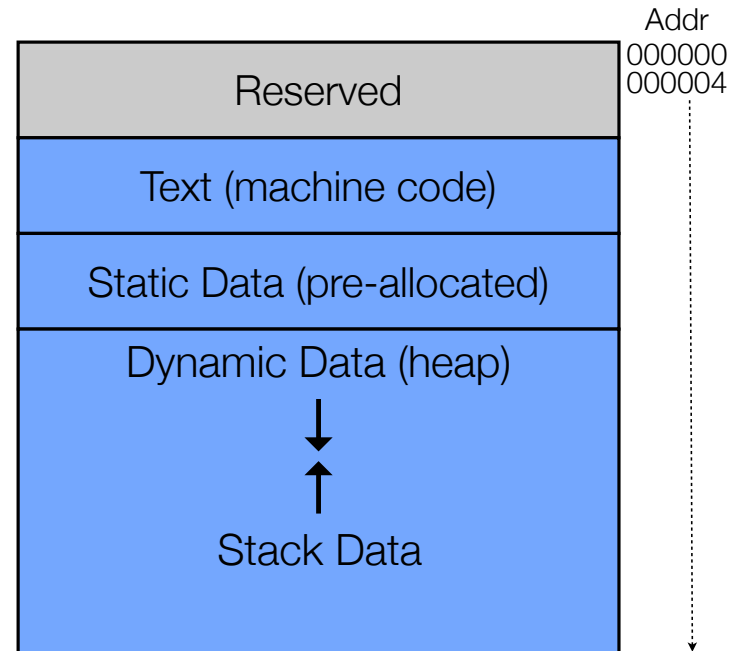 Addr
000000
000004
Reserved
Text (machine code)
Static Data (pre-allocated)
Dynamic Data (heap)
Stack Data